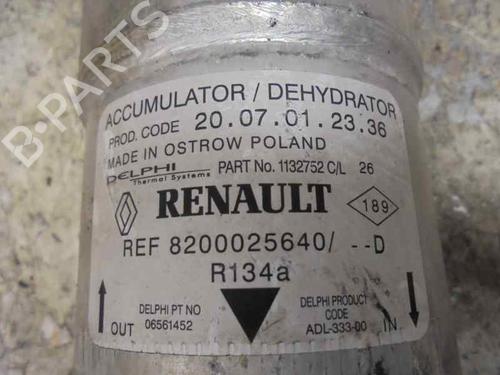 B-PARTS
ACCUMULATOR / DEHYDRATOR
PROD. CODE 20.07.01.23.36
MADE IN OSTROW POLAND
DELPHI PART No. 1132752 C/L 26
Thermal Systems
RENAULT 189
REF 8200025640/ --D
R134a
DELPHI PT NO
06561452
OUT
DELPHI PRODUCT
CODE
ADL-333-00 IN